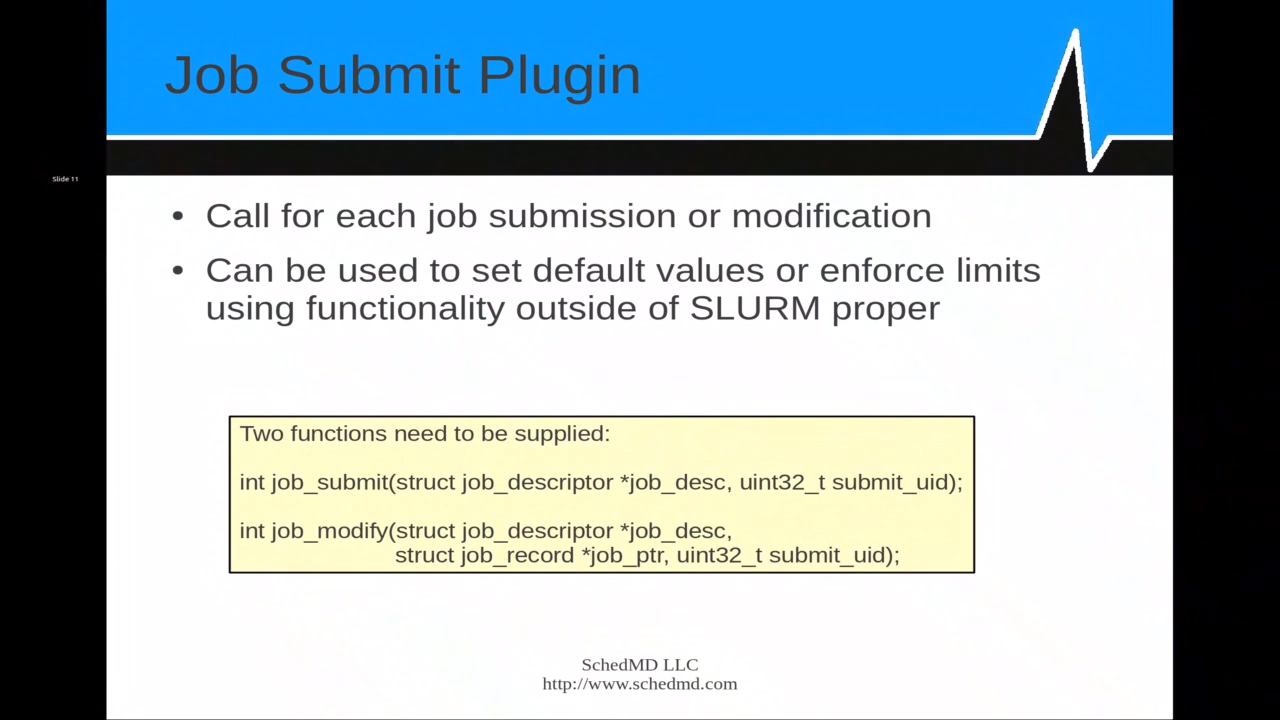 Job Submit Plugin
Slide 11
• Call for each job submission or modification
• Can be used to set default values or enforce limits
using functionality outside of SLURM proper
Two functions need to be supplied:
int job_submit(struct job_descriptor *job_desc, uint32_t submit_uid);
int job_modify(struct job_descriptor *job_desc,
struct job_record *job_ptr, uint32_t submit_uid);
SchedMD LLC
http://www.schedmd.com